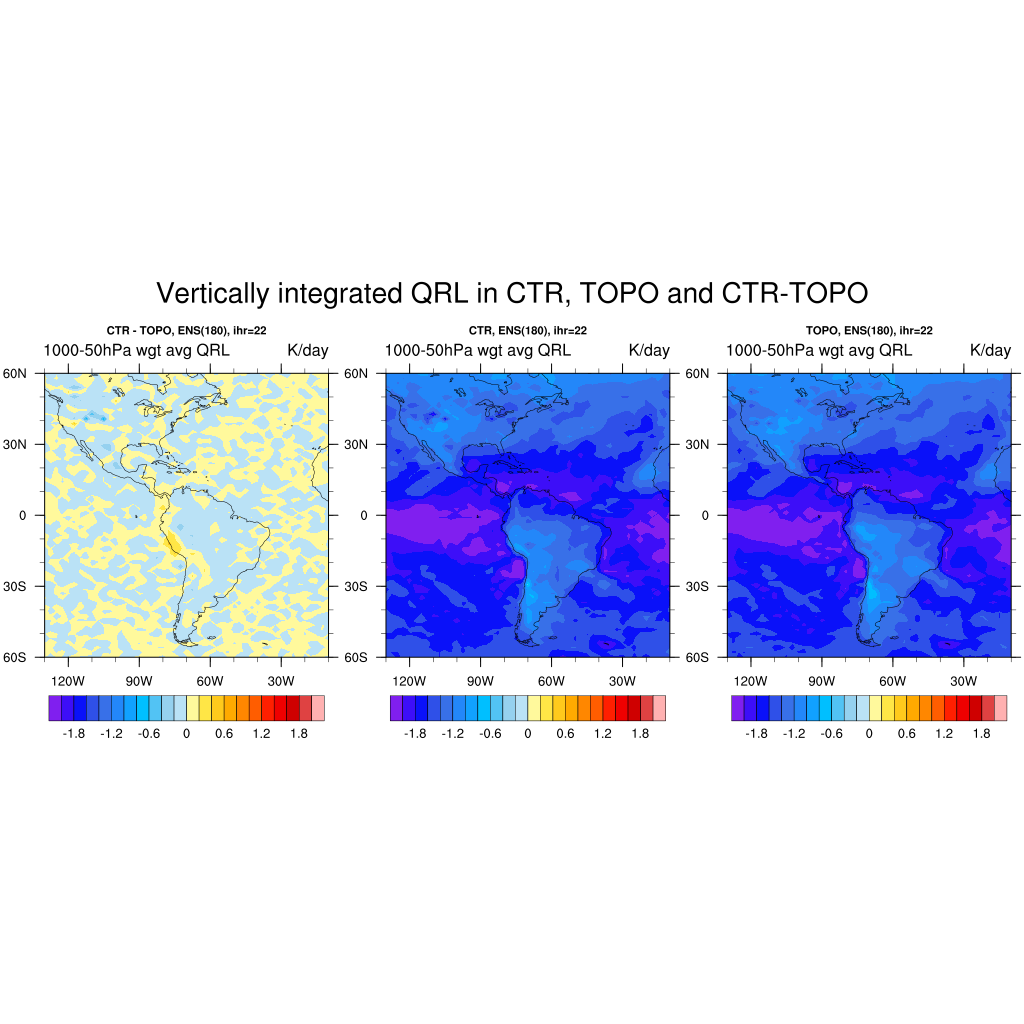 Vertically integrated QRL in CTR, TOPO and CTR-TOPO
CTR - TOPO, ENS(180), ihr=22
1000-50hPa wgt avg QRL K/day
60N
30N
0
30S
60S
120W 90W 60W 30W
-1.8 -1.2 -0.6 0 0.6 1.2 1.8
CTR, ENS(180), ihr=22
1000-50hPa wgt avg QRL K/day
60N
30N
0
30S
60S
120W 90W 60W 30W
-1.8 -1.2 -0.6 0 0.6 1.2 1.8
TOPO, ENS(180), ihr=22
1000-50hPa wgt avg QRL K/day
60N
30N
0
30S
60S
120W 90W 60W 30W
-1.8 -1.2 -0.6 0 0.6 1.2 1.8